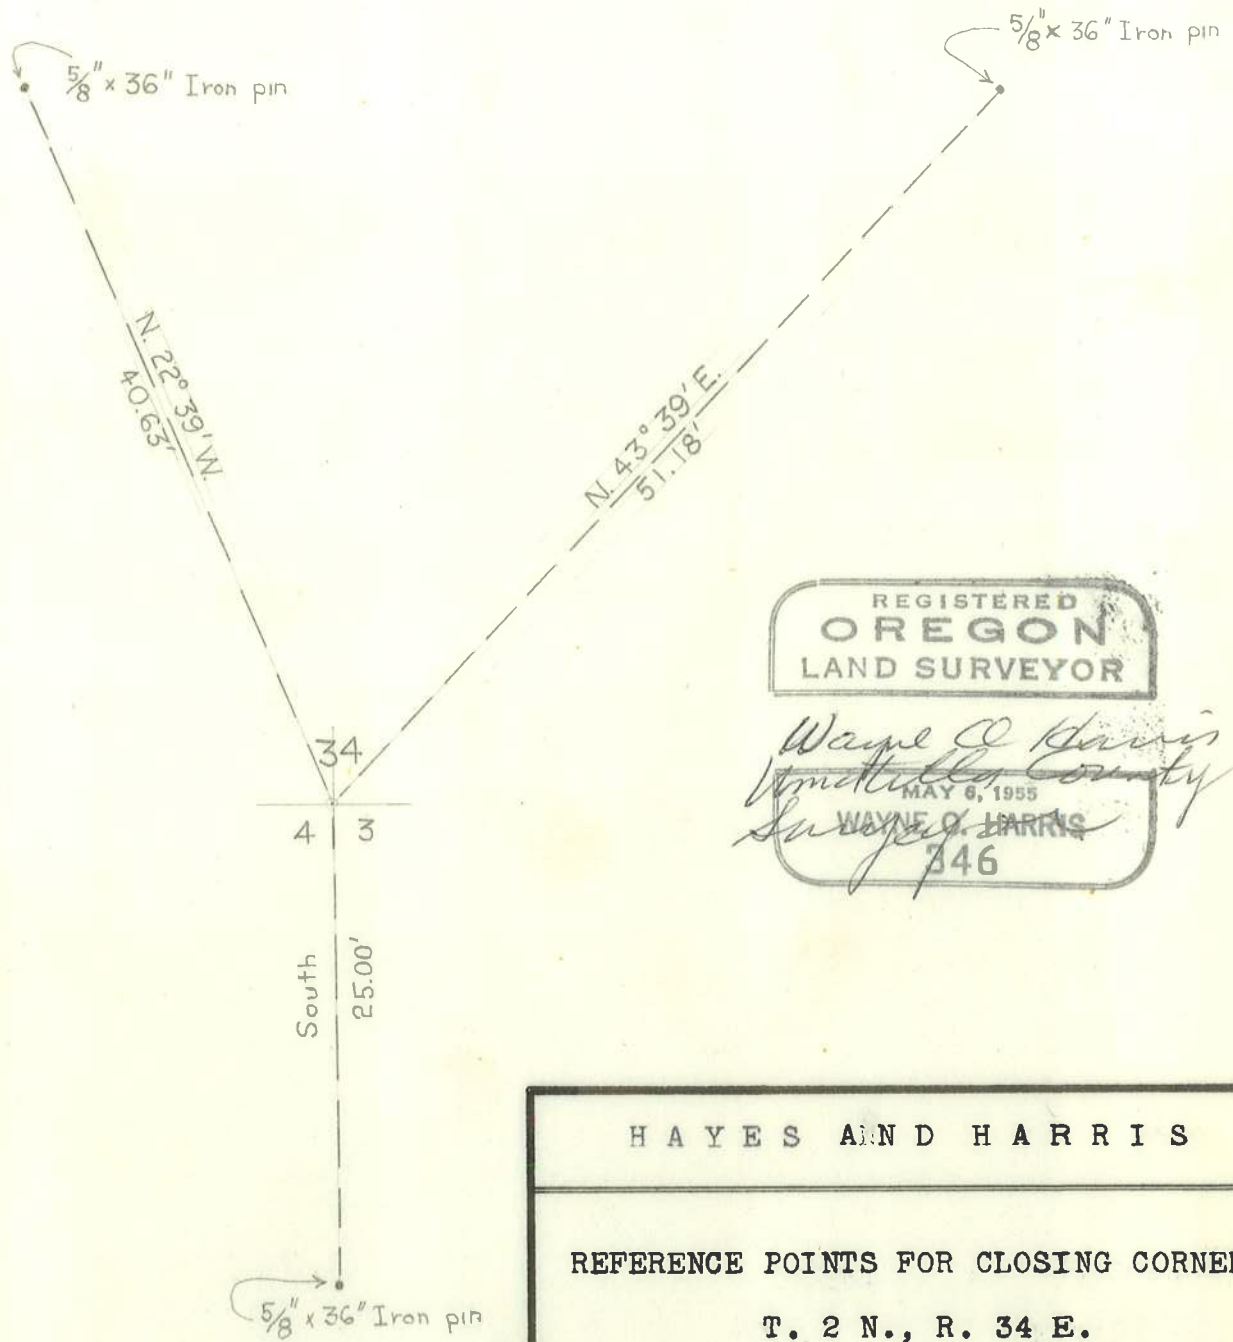 5/8" x 36" Iron pin
5/8" x 36" Iron pin
N. 22° 39' W.
40.63'
N. 43° 39' E.
51.18'
34
4 3
South
25.00'
5/8" x 36" Iron pin
REGISTERED
OREGON
LAND SURVEYOR
Wayne O Harris
Umatilla County
Surveyor
MAY 6, 1955
WAYNE O. HARRIS
346
HAYES AND HARRIS
REFERENCE POINTS FOR CLOSING CORNER
T. 2 N., R. 34 E.